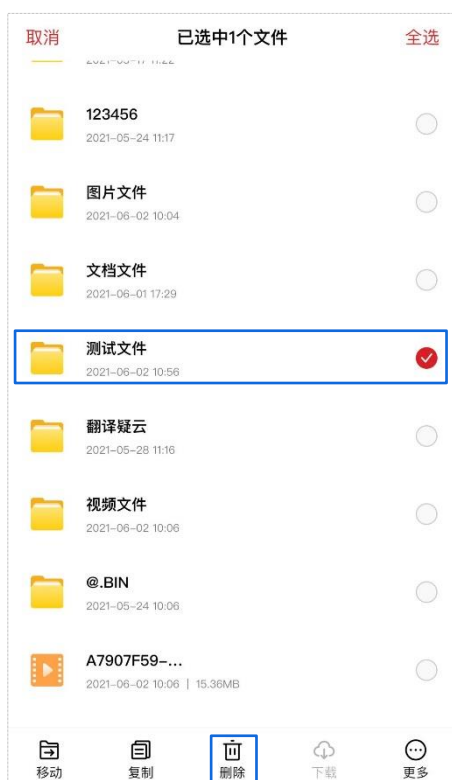 取消 已选中1个文件 全选
123456
2021-05-24 11:17
图片文件
2021-06-02 10:04
文档文件
2021-06-01 17:29
测试文件
2021-06-02 10:56
翻译疑云
2021-05-28 11:16
视频文件
2021-06-02 10:06
@.BIN
2021-05-24 10:06
A7907F59-...
2021-06-02 10:06 | 15.36MB
移动 复制 删除 下载 更多